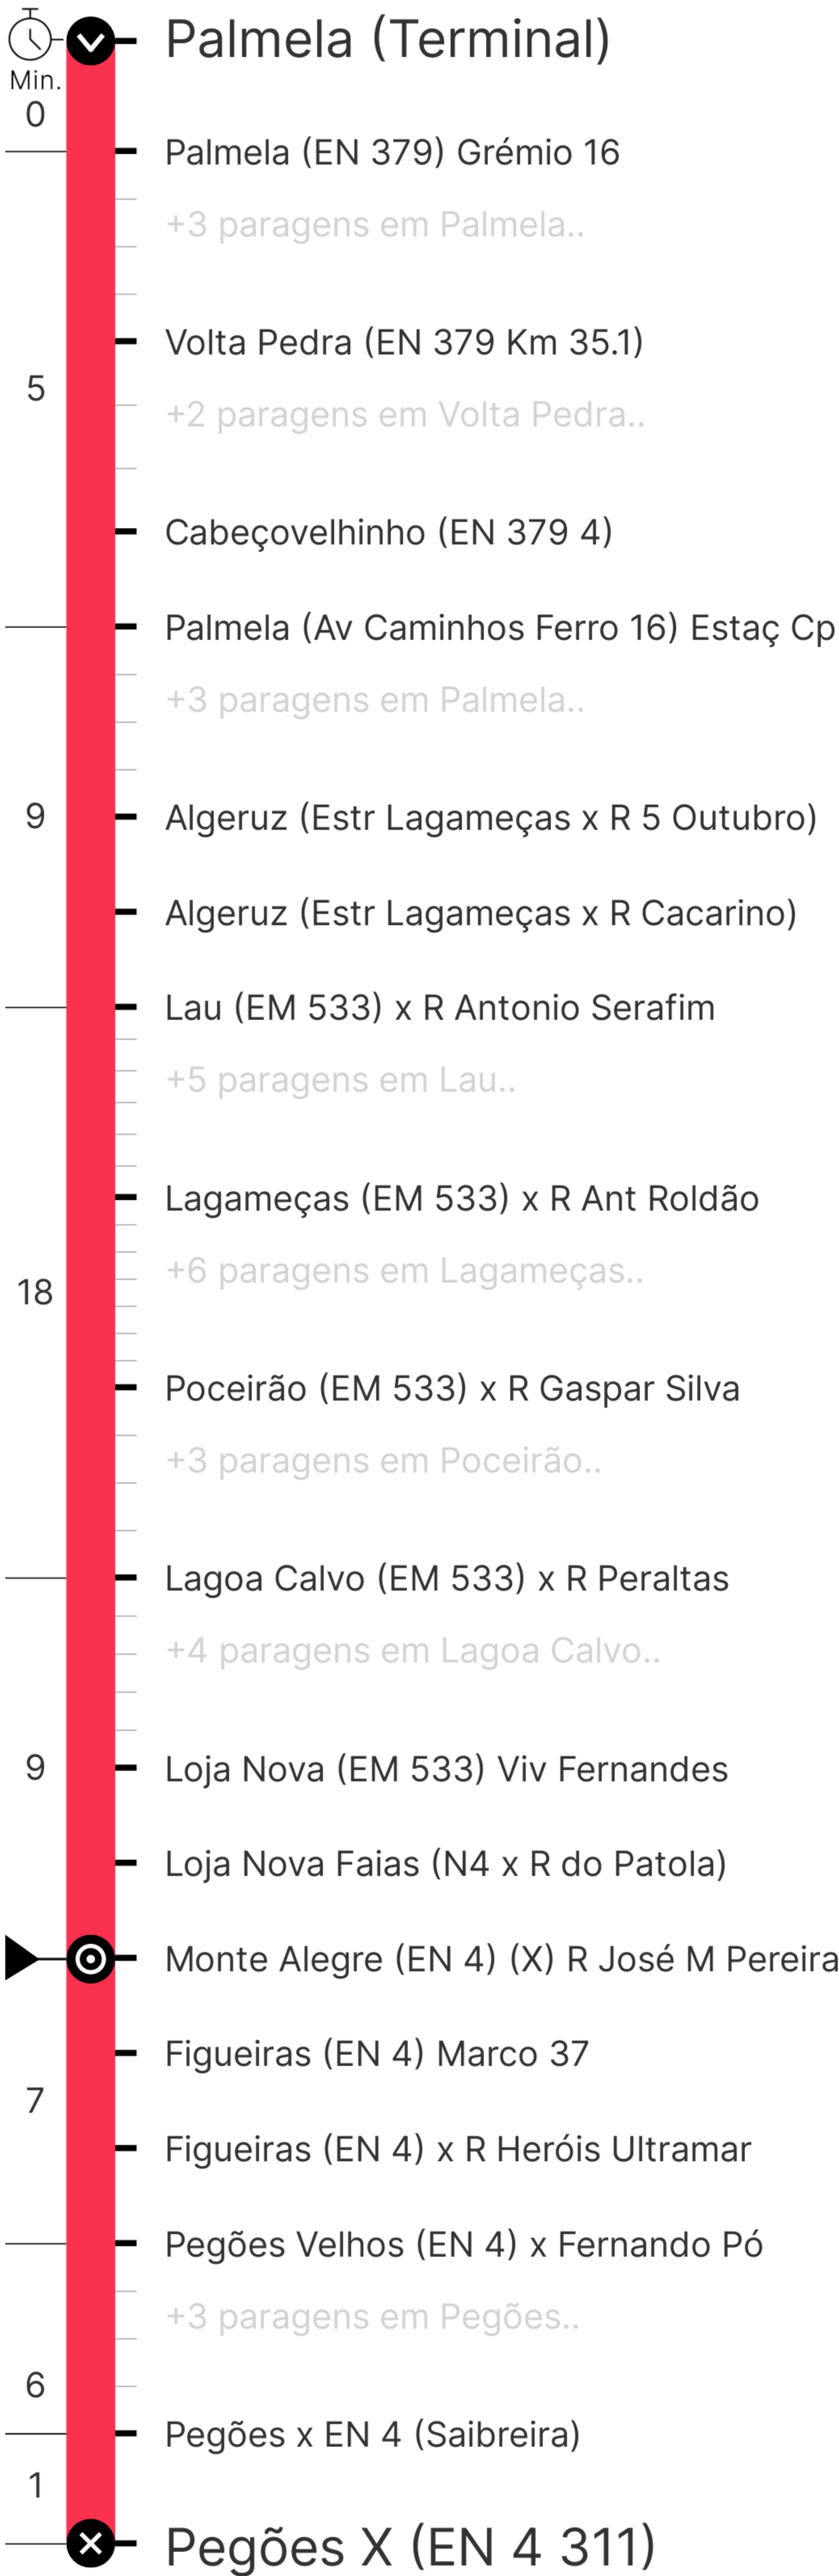 Palmela (Terminal)
Min.
0
Palmela (EN 379) Grémio 16
+3 paragens em Palmela..
Volta Pedra (EN 379 Km 35.1)
5
+2 paragens em Volta Pedra..
Cabeçovelhinho (EN 379 4)
Palmela (Av Caminhos Ferro 16) Estaç Cp
+3 paragens em Palmela..
9
Algeruz (Estr Lagameças x R 5 Outubro)
Algeruz (Estr Lagameças x R Cacarino)
Lau (EM 533) x R Antonio Serafim
+5 paragens em Lau..
Lagameças (EM 533) x R Ant Roldão
+6 paragens em Lagameças..
18
Poceirão (EM 533) x R Gaspar Silva
+3 paragens em Poceirão..
Lagoa Calvo (EM 533) x R Peraltas
+4 paragens em Lagoa Calvo..
9
Loja Nova (EM 533) Viv Fernandes
Loja Nova Faias (N4 x R do Patola)
Monte Alegre (EN 4) (X) R José M Pereira
Figueiras (EN 4) Marco 37
7
Figueiras (EN 4) x R Heróis Ultramar
Pegões Velhos (EN 4) x Fernando Pó
+3 paragens em Pegões..
6
Pegões x EN 4 (Saibreira)
1
Pegões X (EN 4 311)